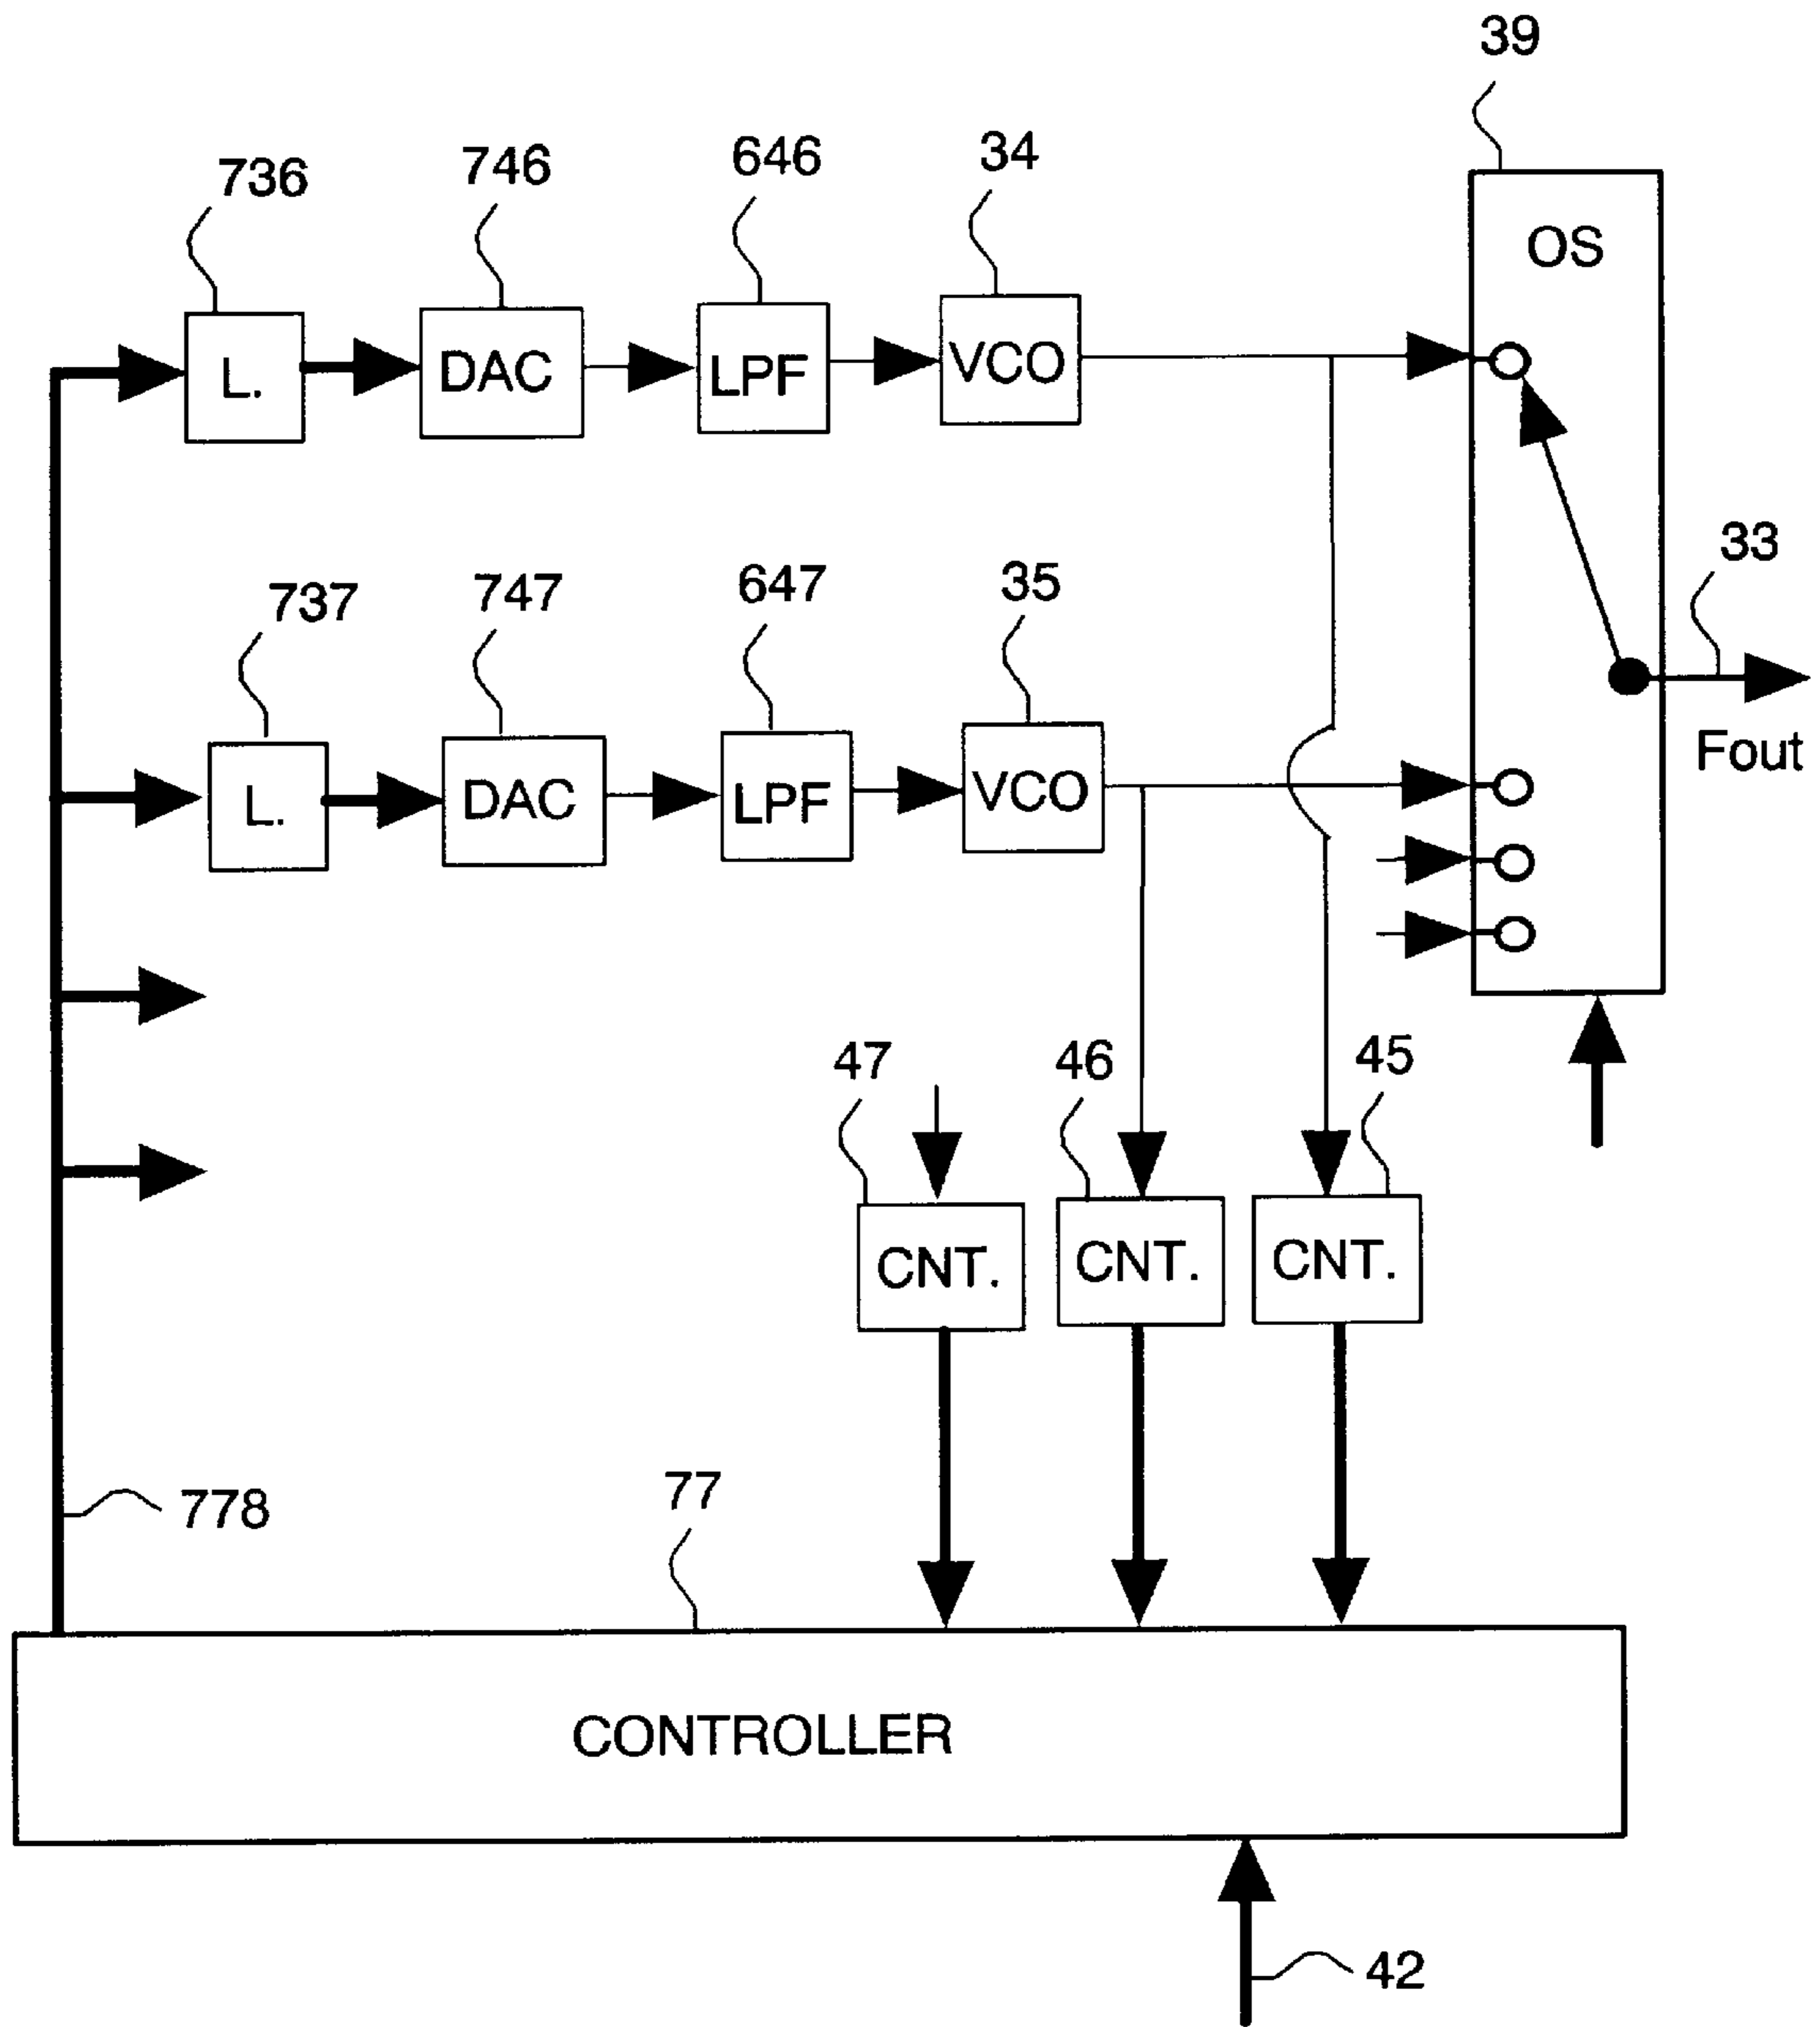 39
736
746
646
34
OS
L.
DAC
LPF
VCO
33
737
747
647
35
Fout
L.
DAC
LPF
VCO
47
46
45
CNT.
CNT.
CNT.
778
77
CONTROLLER
42